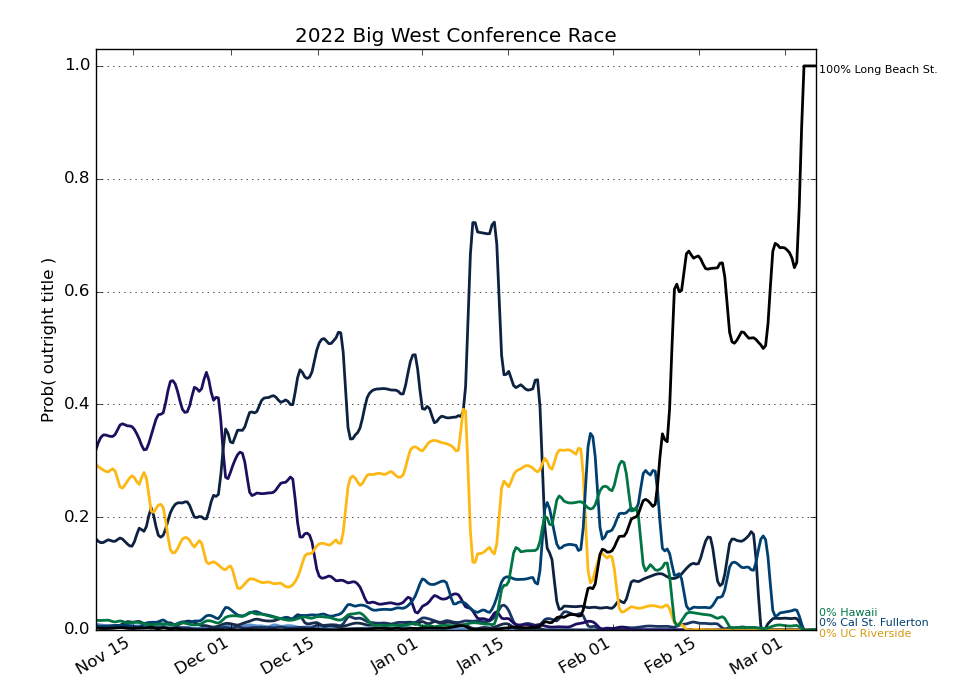 2022 Big West Conference Race
Prob( outright title )
1.0
0.8
0.6
0.4
0.2
0.0
100% Long Beach St.
0% Hawaii
0% Cal St. Fullerton
0% UC Riverside
Nov 15
Dec 01
Dec 15
Jan 01
Jan 15
Feb 01
Feb 15
Mar 01